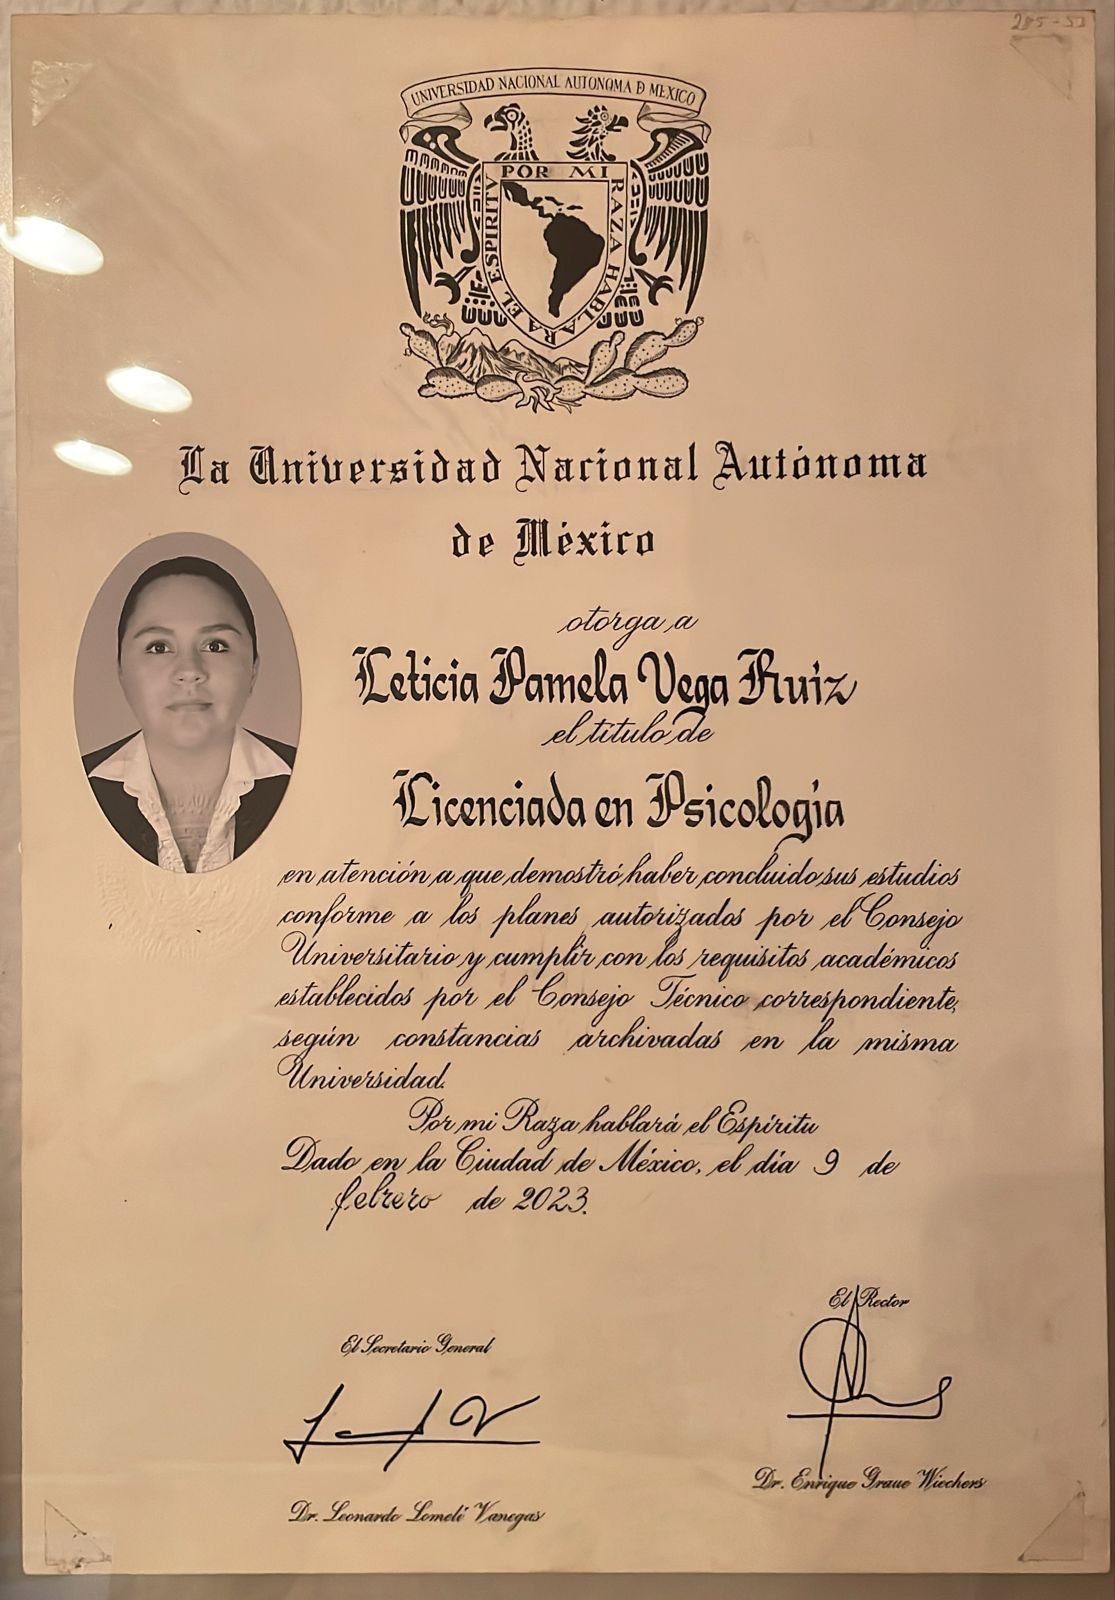 285-53
UNIVERSIDAD NACIONAL AUTONOMA D MEXICO
POR MI RAZA HABLARA EL ESPIRITV
La Universidad Nacional Autónoma
de México
otorga a
Leticia Pamela Vega Ruiz
el título de
Licenciada en Psicología
en atención a que demostró haber concluido sus estudios
conforme a los planes autorizados por el Consejo
Universitario y cumplir con los requisitos académicos
establecidos por el Consejo Técnico correspondiente,
según constancias archivadas en la misma
Universidad.
Por mi Raza hablará el Espíritu
Dado en la Ciudad de México, el día 9 de
febrero de 2023.
El Rector
El Secretario General
Dr. Enrique Graue Wiechers
Dr. Leonardo Lomelí Vanegas